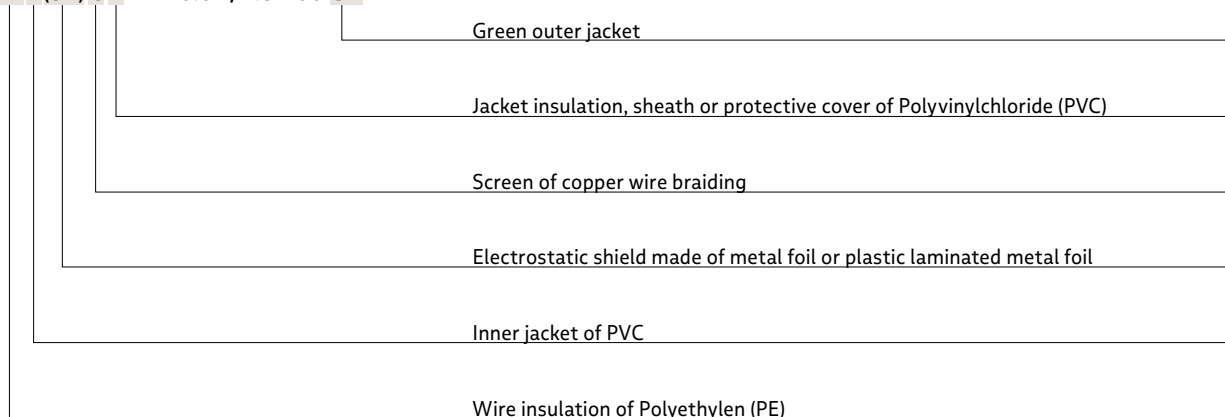 Green outer jacket
Jacket insulation, sheath or protective cover of Polyvinylchloride (PVC)
Screen of copper wire braiding
Electrostatic shield made of metal foil or plastic laminated metal foil
Inner jacket of PVC
Wire insulation of Polyethylen (PE)